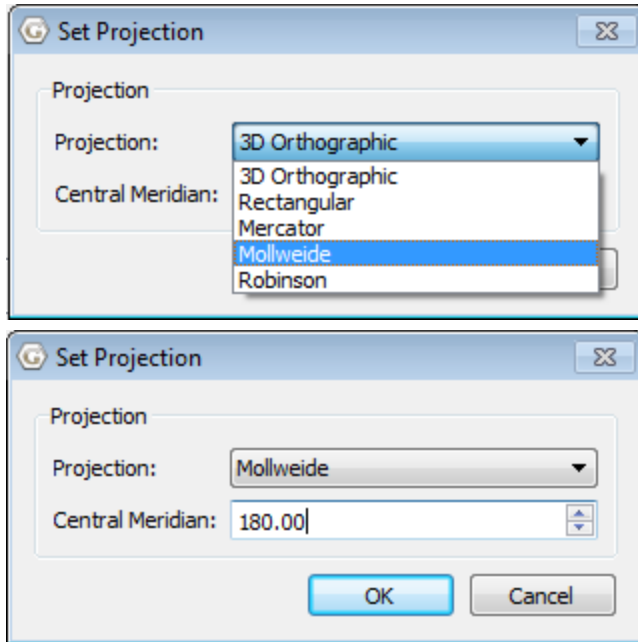 Set Projection
Projection
Projection: 3D Orthographic
3D Orthographic
Central Meridian:
Rectangular
Mercator
Mollweide
Robinson
Set Projection
Projection
Projection: Mollweide
Central Meridian: 180.00
OK Cancel